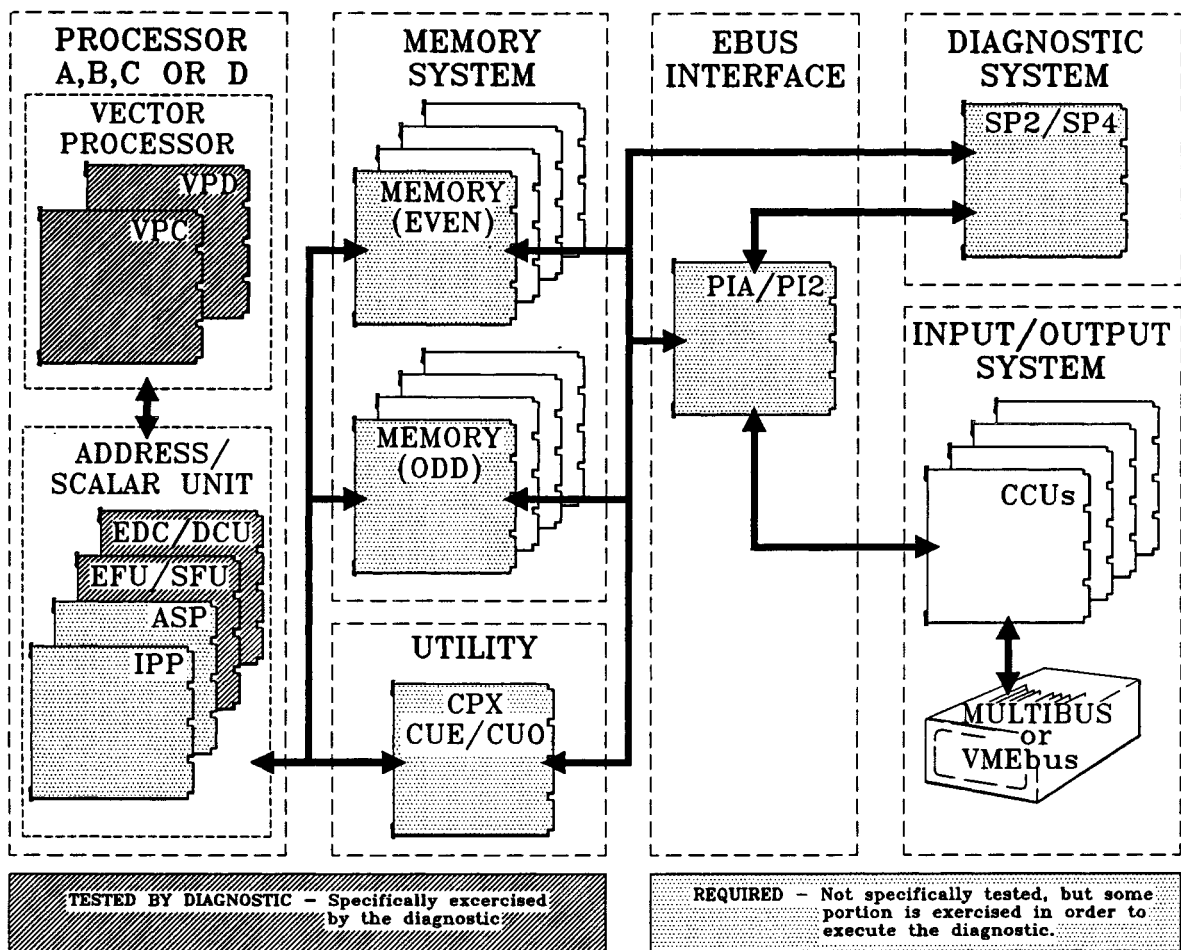 PROCESSOR
A,B,C OR D
VECTOR
PROCESSOR
VPD
VPC
ADDRESS/
SCALAR UNIT
EDC/DCU
EFU/SFU
ASP
IPP
MEMORY
SYSTEM
MEMORY
(EVEN)
MEMORY
(ODD)
UTILITY
CPX
CUE/CUO
EBUS
INTERFACE
PIA/PI2
DIAGNOSTIC
SYSTEM
SP2/SP4
INPUT/OUTPUT
SYSTEM
CCUs
MULTIBUS
or
VMEbus
TESTED BY DIAGNOSTIC – Specifically excercised
by the diagnostic
REQUIRED – Not specifically tested, but some
portion is exercised in order to
execute the diagnostic.